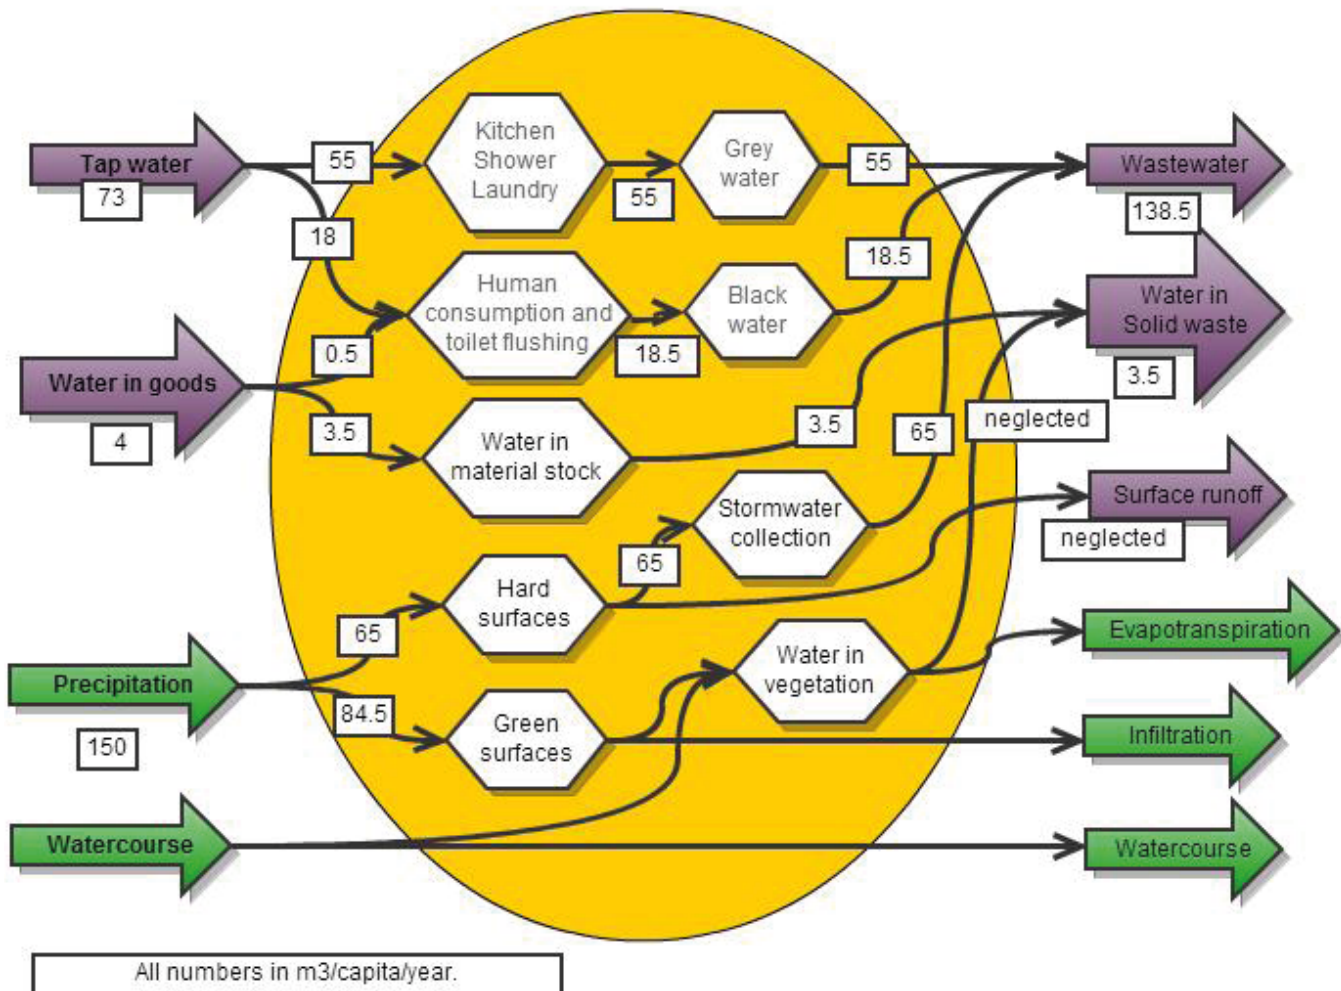 Tap water
73
55
Kitchen
Shower
Laundry
55
Grey
water
55
Wastewater
138.5
18
Human
consumption and
toilet flushing
18.5
Black
water
18.5
Water in
Solid waste
3.5
Water in goods
4
0.5
3.5
Water in
material stock
3.5
65
neglected
Stormwater
collection
Surface runoff
neglected
65
Hard
surfaces
65
Precipitation
150
84.5
Green
surfaces
Water in
vegetation
Evapotranspiration
Infiltration
Watercourse
Watercourse
All numbers in m3/capita/year.